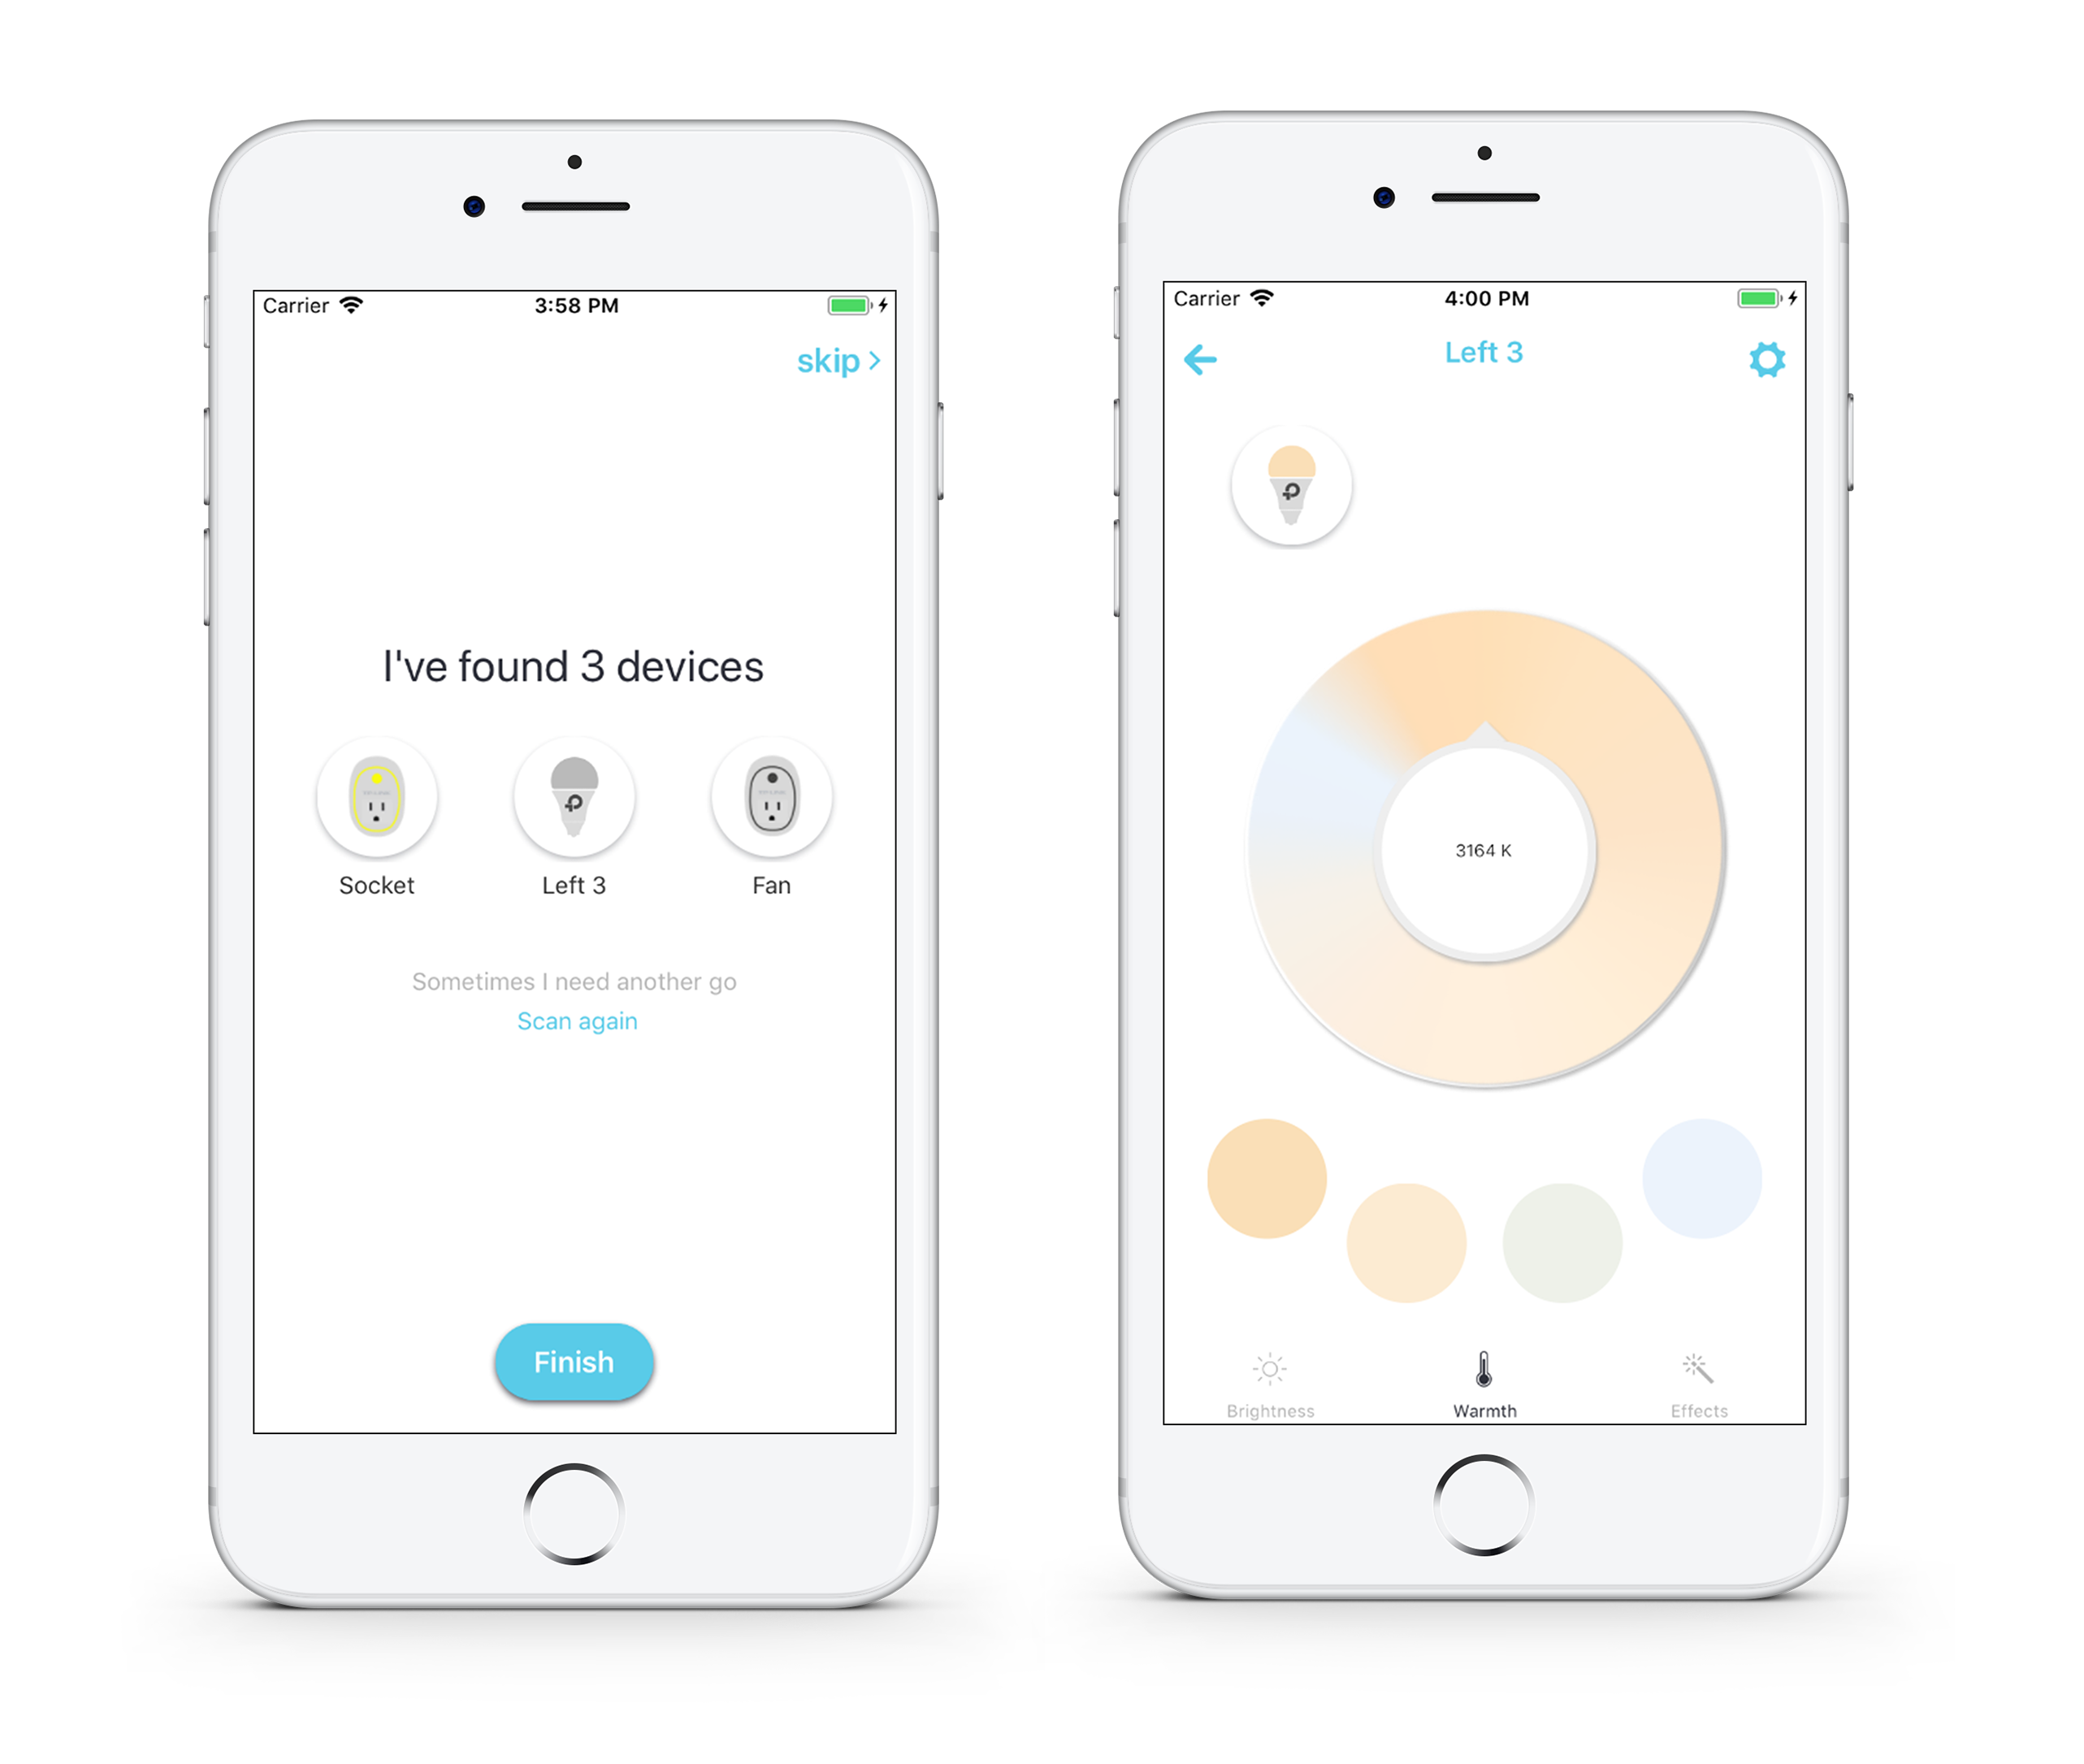 Carrier 3:58 PM
skip >
I've found 3 devices
Socket Left 3 Fan
Sometimes I need another go
Scan again
Finish
Carrier 4:00 PM
Left 3
3164 K
Brightness Warmth Effects